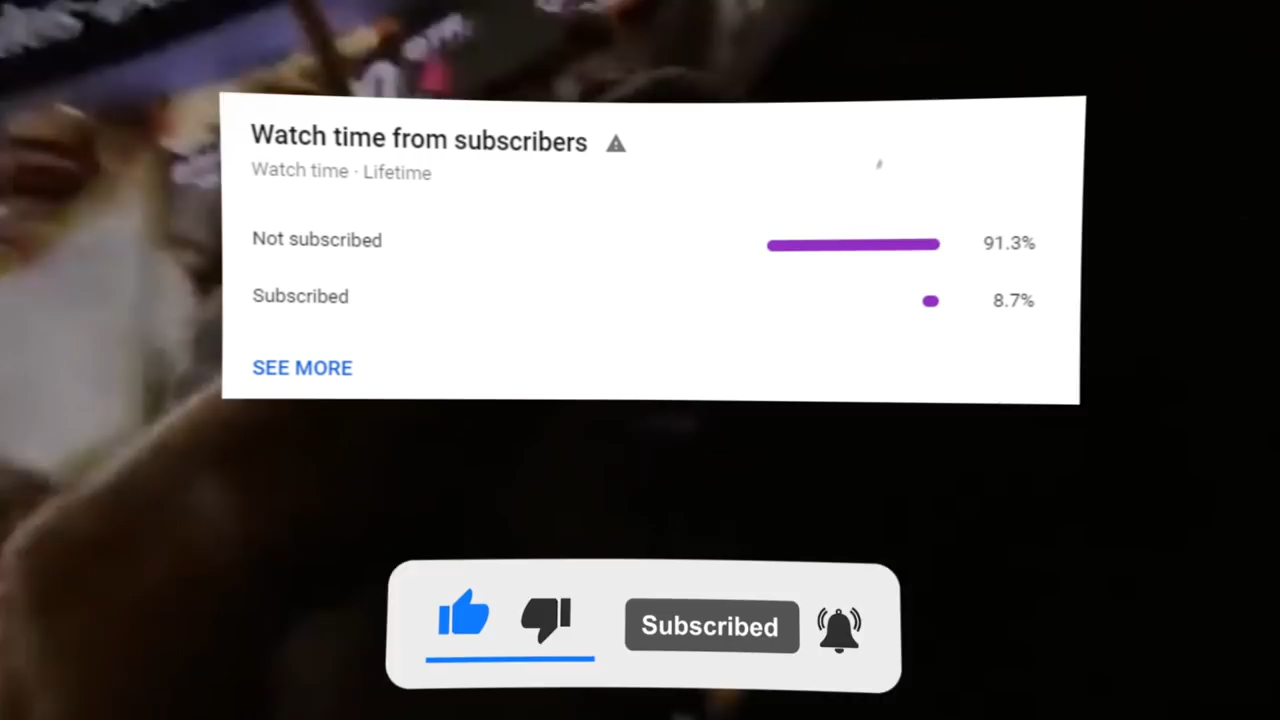 Watch time from subscribers
Watch time · Lifetime
Not subscribed 91.3%
Subscribed 8.7%
SEE MORE
Subscribed